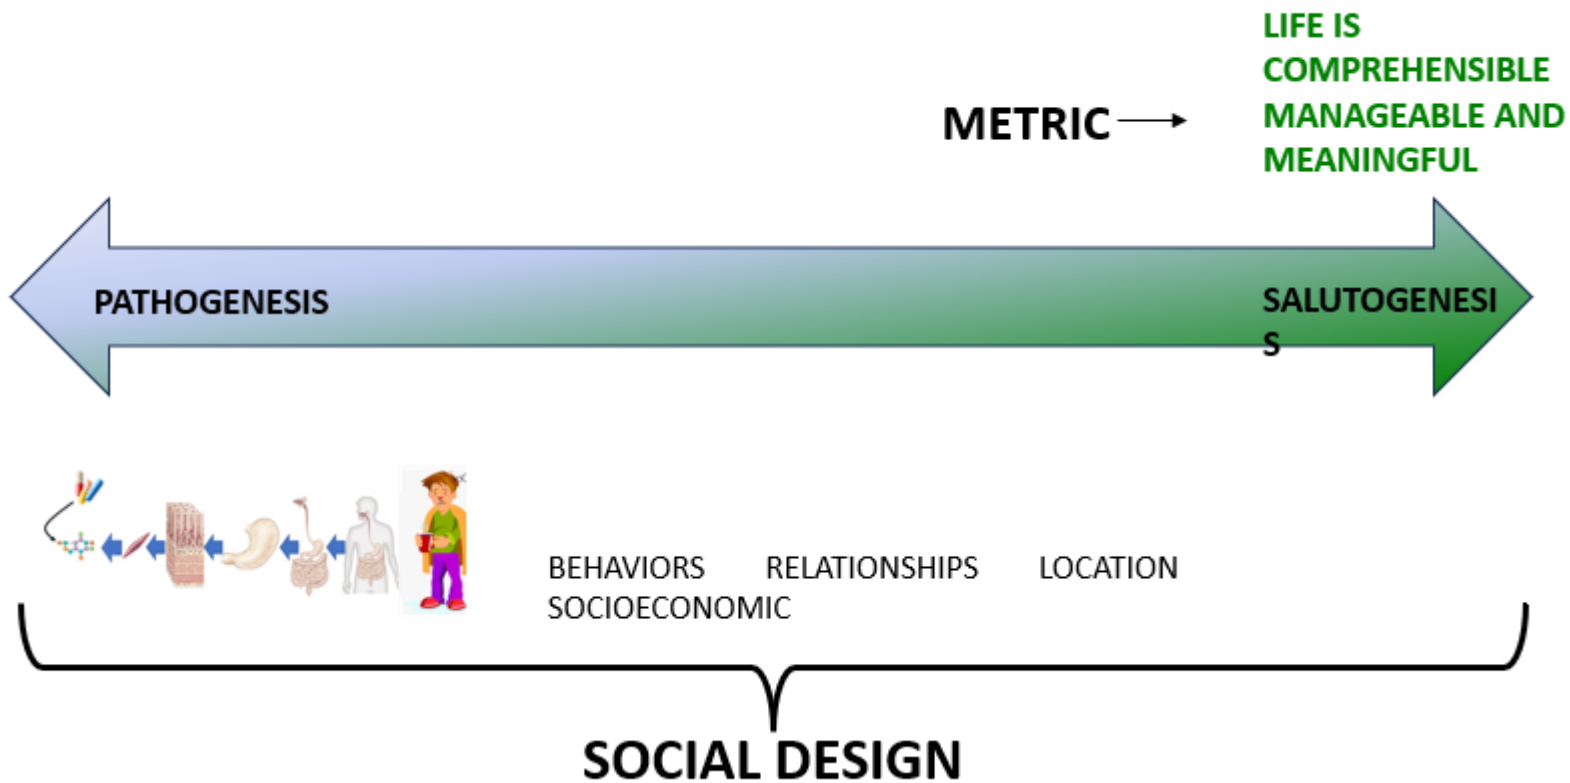 LIFE IS
COMPREHENSIBLE
MANAGEABLE AND
MEANINGFUL
METRIC
PATHOGENESIS
SALUTOGENESI
S
BEHAVIORS RELATIONSHIPS LOCATION
SOCIOECONOMIC
SOCIAL DESIGN